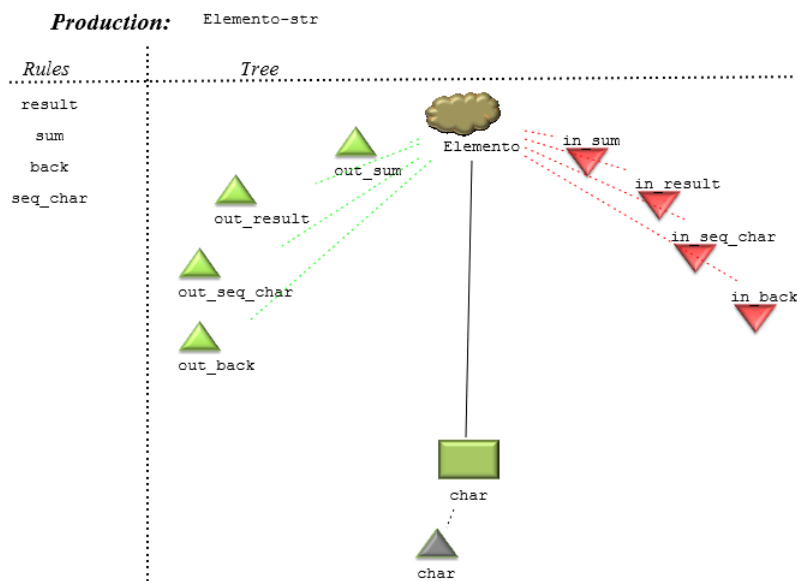 Production: Elemento-str
Rules Tree
result
sum
back
seq_char
Elemento
out_sum
out_result
out_seq_char
out_back
in_sum
in_result
in_seq_char
in_back
char
char